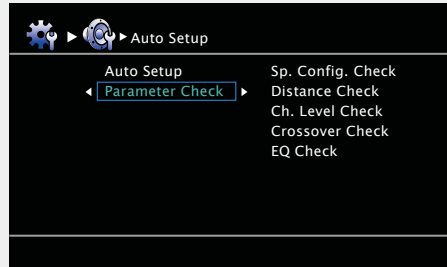 Auto Setup
Auto Setup
Parameter Check
Sp. Config. Check
Distance Check
Ch. Level Check
Crossover Check
EQ Check